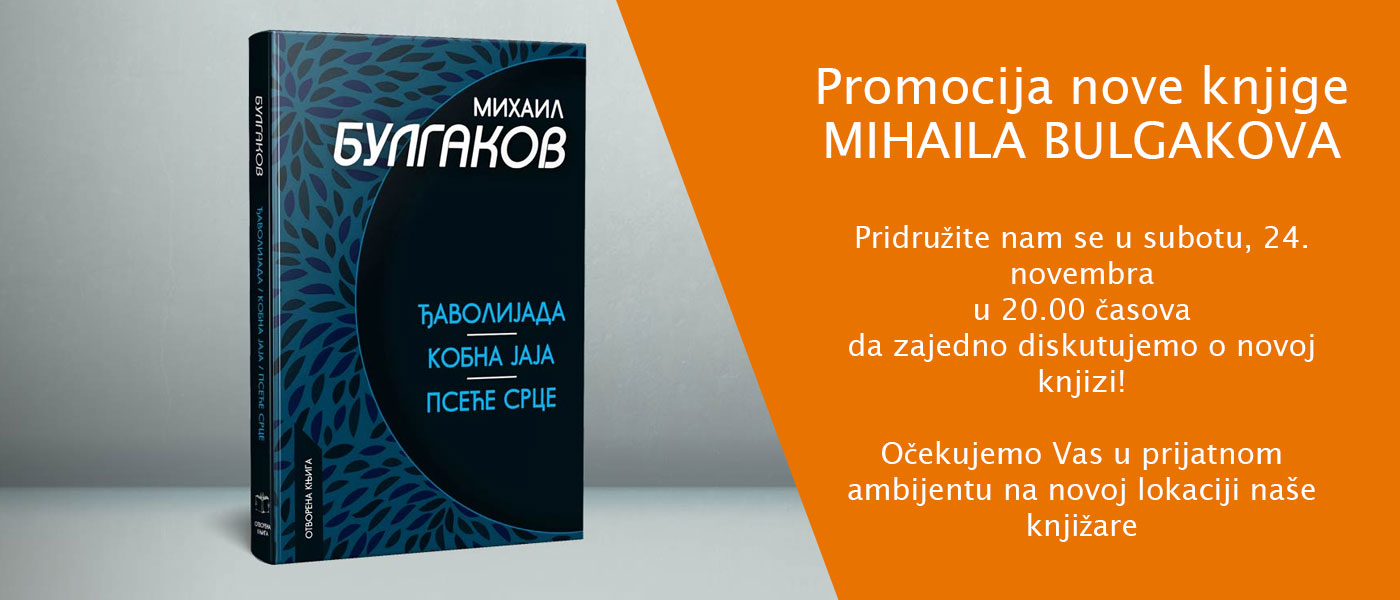 БУЛГАКОВ
ЂАВОЛИЈАДА / КОБНА ЈАЈА / ПСЕЋЕ СРЦЕ
ОТВОРЕНА
КЊИГА
МИХАИЛ
БУЛГАКОВ
ЂАВОЛИЈАДА
КОБНА ЈАЈА
ПСЕЋЕ СРЦЕ
ОТВОРЕНА КЊИГА
Promocija nove knjige
MIHAILA BULGAKOVA
Pridružite nam se u subotu, 24.
novembra
u 20.00 časova
da zajedno diskutujemo o novoj
knjizi!
Očekujemo Vas u prijatnom
ambijentu na novoj lokaciji naše
knjižare